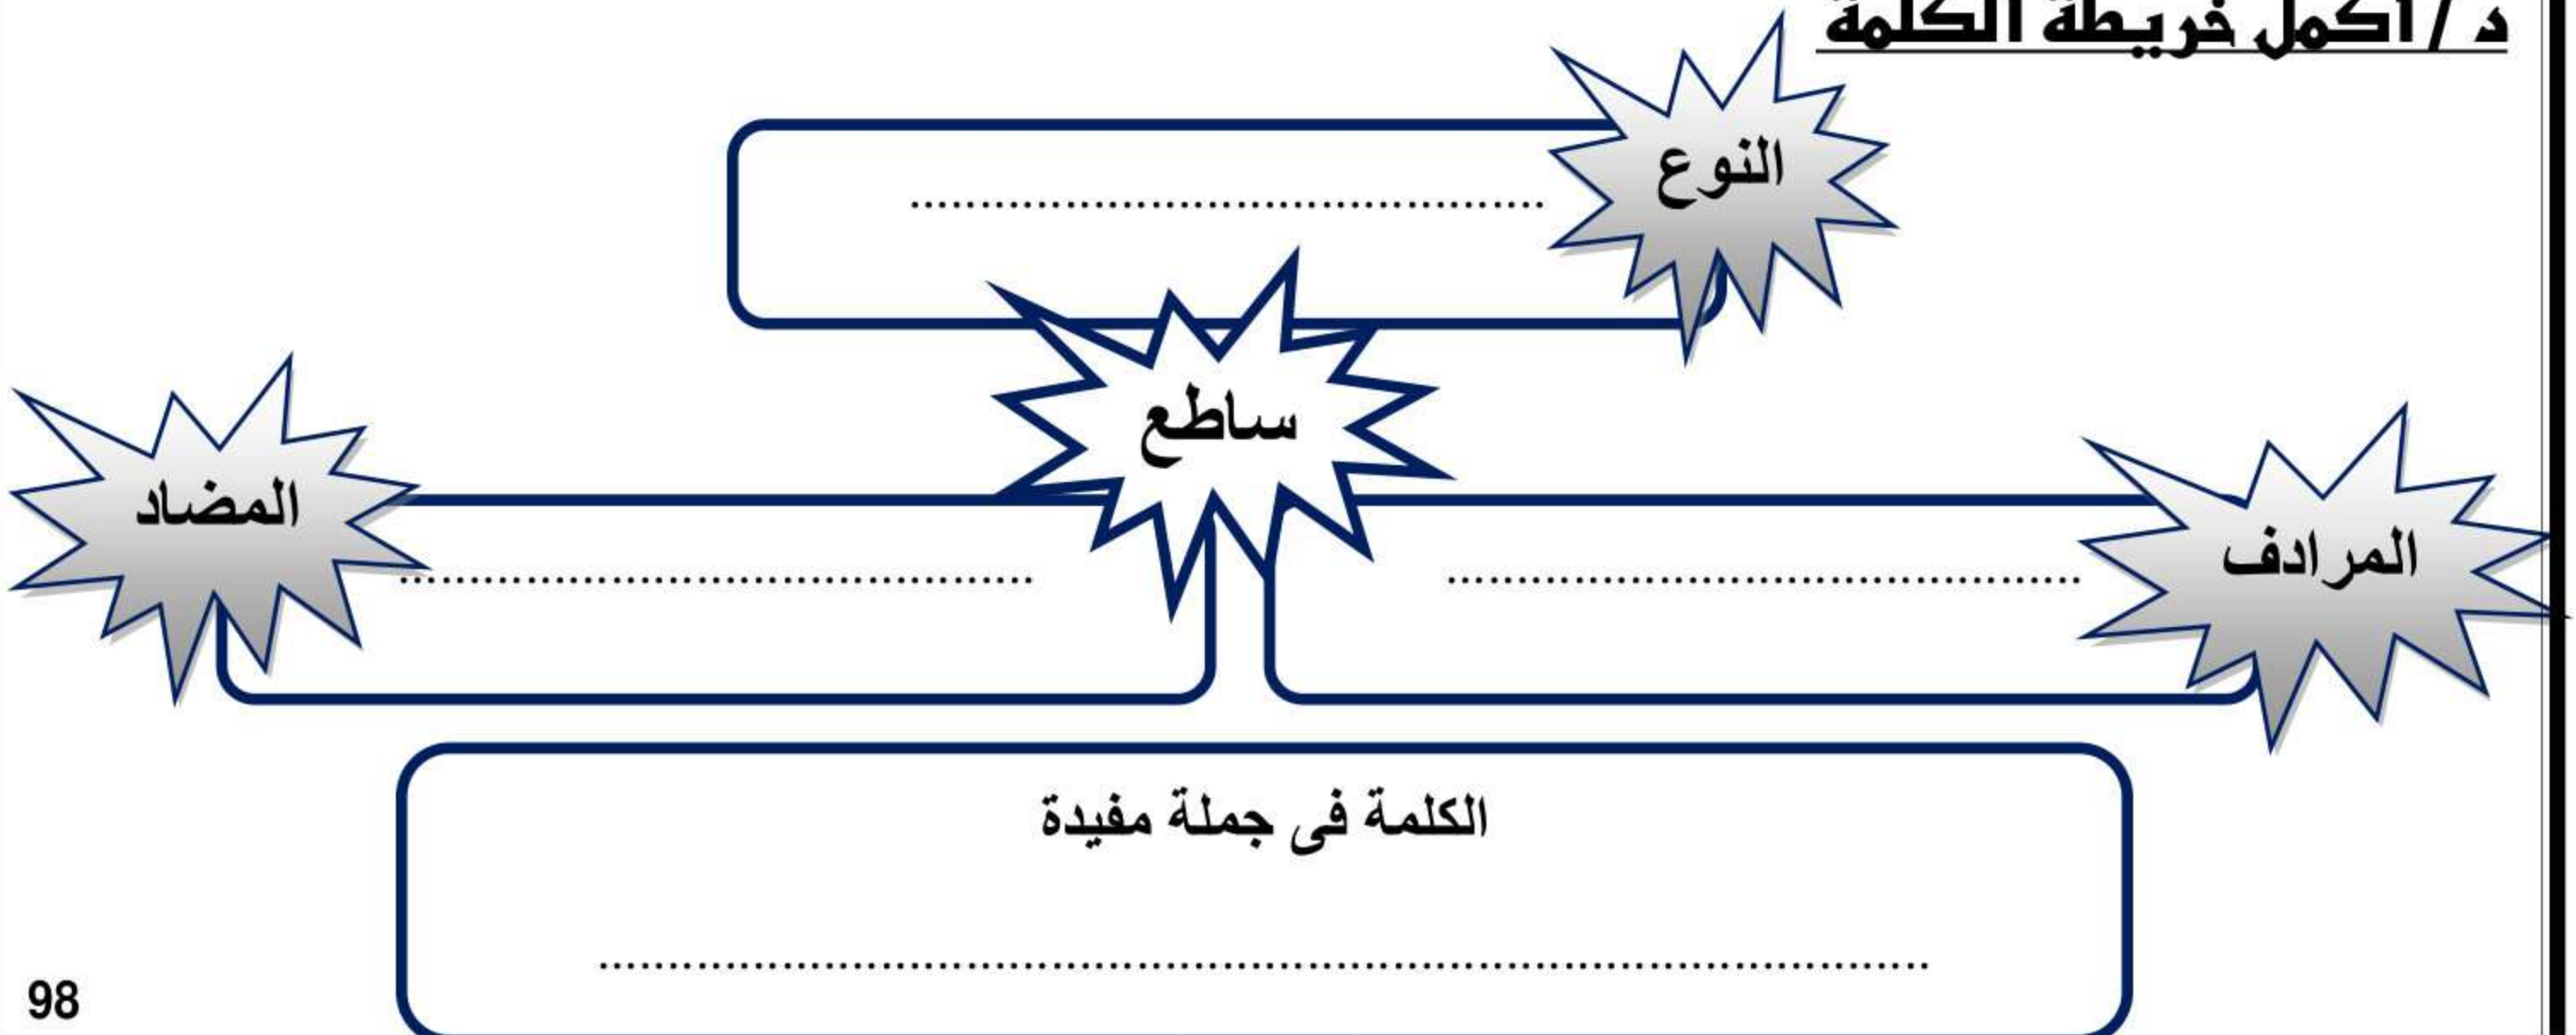 د / أكمل خريطة الكلمة
النوع
................................................
ساطع
المرادف
................................................
المضاد
................................................
الكلمة فى جملة مفيدة
................................................................................................
98